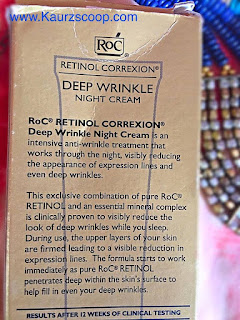 www.Kaurzscoop.com
RoC®
RETINOL CORREXION®
DEEP WRINKLE
NIGHT CREAM
RoC® RETINOL CORREXION®
Deep Wrinkle Night Cream is an
intensive anti-wrinkle treatment that
works through the night, visibly reducing
the appearance of expression lines and
even deep wrinkles.
This exclusive combination of pure RoC®
RETINOL and an essential mineral complex
is clinically proven to visibly reduce the
look of deep wrinkles while you sleep.
During use, the upper layers of your skin
are firmed leading to a visible reduction in
expression lines. The formula starts to work
immediately as pure RoC® RETINOL
penetrates deep within the skin's surface to
help fill in even your deep wrinkles.
RESULTS AFTER 12 WEEKS OF CLINICAL TESTING